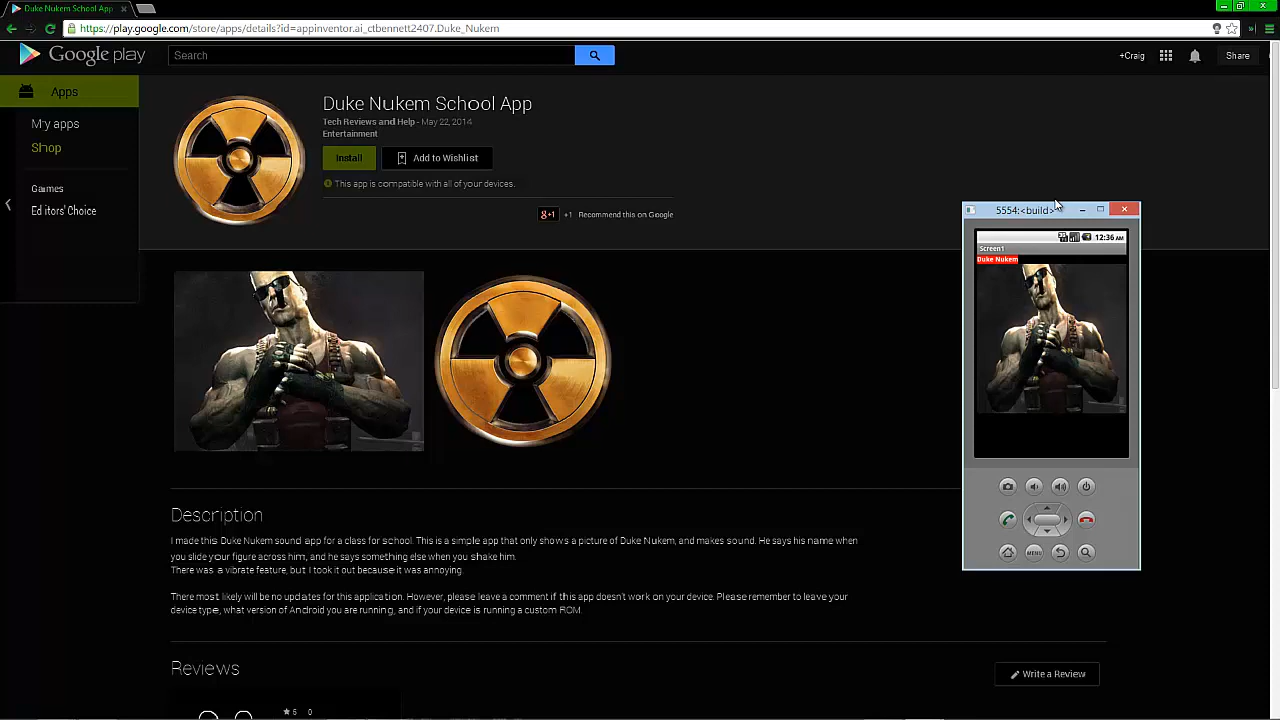 Duke Nukem School App
https://play.google.com/store/apps/details?id=appinventor.ai_ctbennett2407.Duke_Nukem
Google play
Search
+Craig
Share
Apps
My apps
Shop
Games
Editors' Choice
Duke Nukem School App
Tech Reviews and Help - May 22, 2014
Entertainment
Install
Add to Wishlist
This app is compatible with all of your devices.
g+1
+1 Recommend this on Google
5554:<build>
12:36 AM
Screen1
Duke Nukem
MENU
Description
I made this Duke Nukem sound app for a class for school. This is a simple app that only shows a picture of Duke Nukem, and makes sound. He says his name when
you slide your figure across him, and he says something else when you shake him.
There was a vibrate feature, but I took it out because it was annoying.
There most likely will be no updates for this application. However, please leave a comment if this app doesn't work on your device. Please remember to leave your
device type, what version of Android you are running, and if your device is running a custom ROM.
Reviews
Write a Review